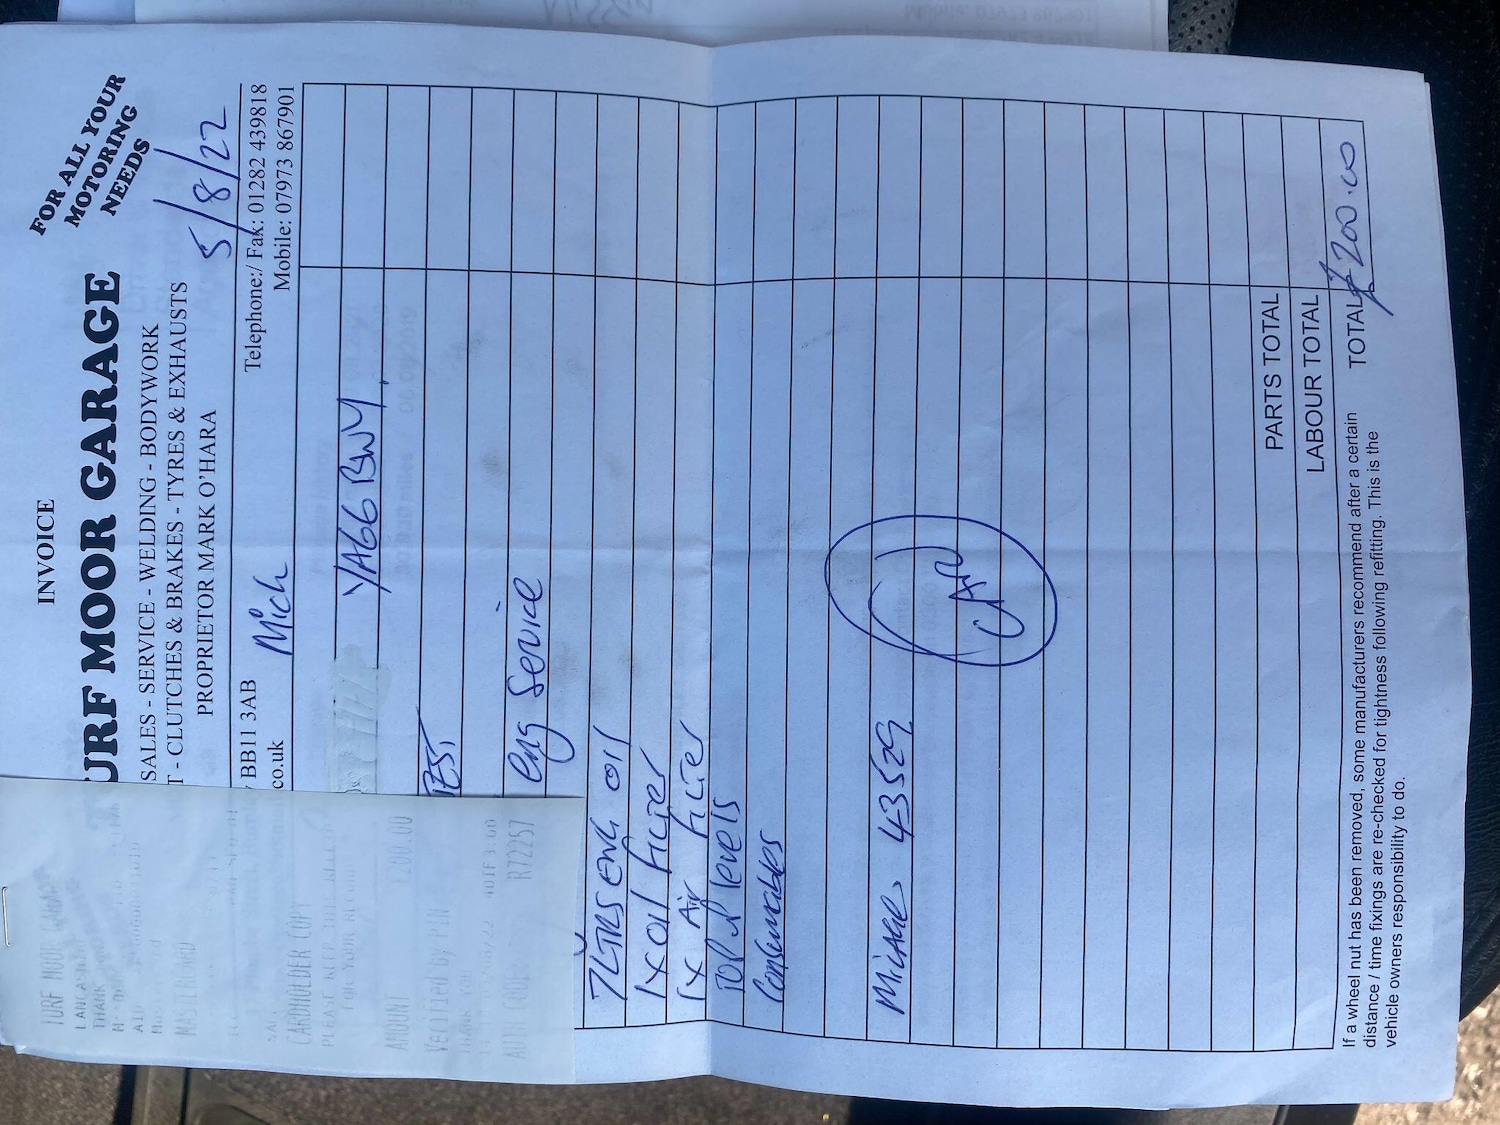 INVOICE
URF MOOR GARAGE
FOR ALL YOUR
MOTORING
NEEDS
SALES - SERVICE - WELDING - BODYWORK
T - CLUTCHES & BRAKES - TYRES & EXHAUSTS
PROPRIETOR MARK O'HARA
5/8/22
BB11 3AB
Telephone:/ Fax: 01282 439818
co.uk
Mobile: 07973 867901
Mich
YA66 BWY
TEST
eng Service
7LTRS ENG OIL
1x OIL FILTER
1x Air Filter
TOP UP levels
Consumables
MILEAGE 43529
CARD
PARTS TOTAL
LABOUR TOTAL
TOTAL £200.00
If a wheel nut has been removed, some manufacturers recommend after a certain
distance / time fixings are re-checked for tightness following refitting. This is the
vehicle owners responsibility to do.
TURF MOOR
THANK
CARDHOLDER COPY
PLEASE KEEP THE RECEIPT
FOR YOUR RECORDS
AMOUNT £200.00
Verified by PIN
THANK YOU
AUTH CODE: R72257